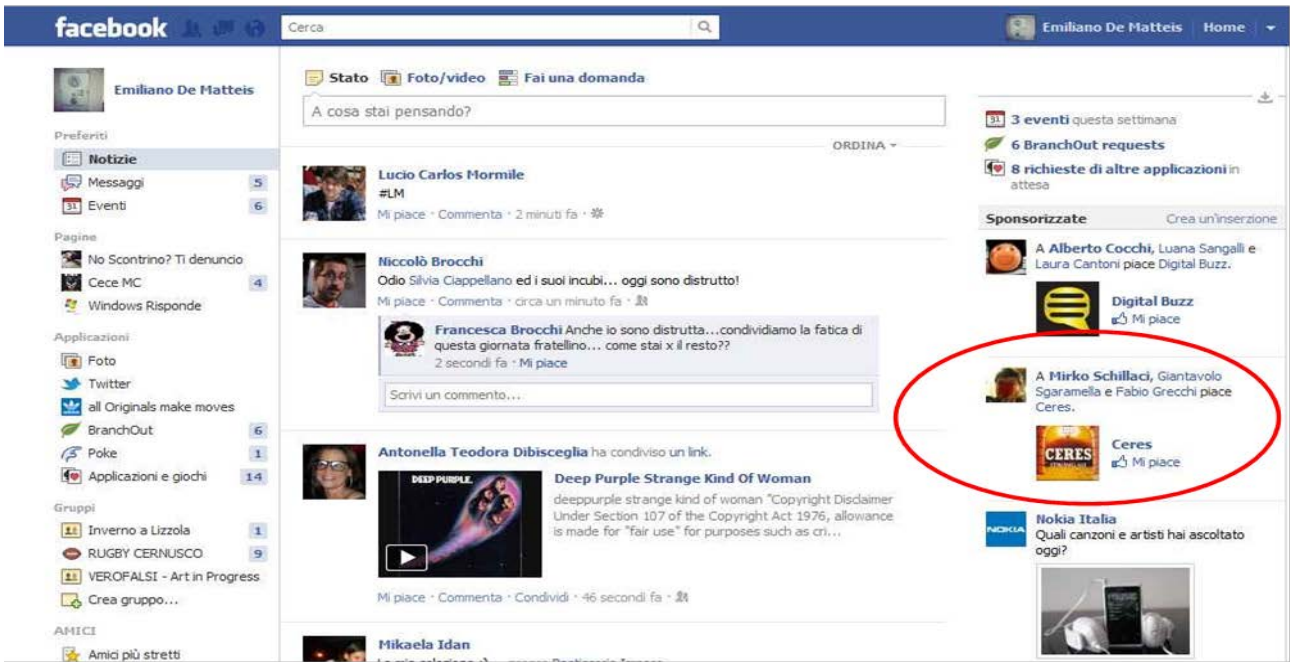 facebook
Cerca
Emiliano De Matteis
Home
Emiliano De Matteis
Preferiti
Notizie
Messaggi 5
Eventi 6
Pagine
No Scontrino? Ti denuncio
Cece MC 4
Windows Risponde
Applicazioni
Foto
Twitter
all Originals make moves
BranchOut 6
Poke 1
Applicazioni e giochi 14
Gruppi
Inverno a Lizzola 1
RUGBY CERNUSCO 9
VEROFALSI - Art in Progress
Crea gruppo...
AMICI
Amici più stretti
Stato Foto/video Fai una domanda
A cosa stai pensando?
ORDINA
Lucio Carlos Mormile
#LM
Mi piace · Commenta · 2 minuti fa ·
Niccolò Brocchi
Odio Silvia Ciappellano ed i suoi incubi... oggi sono distrutto!
Mi piace · Commenta · circa un minuto fa ·
Francesca Brocchi Anche io sono distrutta...condividiamo la fatica di
questa giornata fratellino... come stai x il resto??
2 secondi fa · Mi piace
Scrivi un commento...
Antonella Teodora Dibisceglia ha condiviso un link.
DEEP PURPLE
Deep Purple Strange Kind Of Woman
deeppurple strange kind of woman "Copyright Disclaimer
Under Section 107 of the Copyright Act 1976, allowance
is made for "fair use" for purposes such as cri...
Mi piace · Commenta · Condividi · 46 secondi fa ·
Mikaela Idan
31 3 eventi questa settimana
6 BranchOut requests
8 richieste di altre applicazioni in
attesa
Sponsorizzate Crea un'inserzione
A Alberto Cocchi, Luana Sangalli e
Laura Cantoni piace Digital Buzz.
Digital Buzz
Mi piace
A Mirko Schillaci, Giantavolo
Sgaramella e Fabio Grecchi piace
Ceres.
CERES
Ceres
Mi piace
NOKIA
Nokia Italia
Quali canzoni e artisti hai ascoltato
oggi?